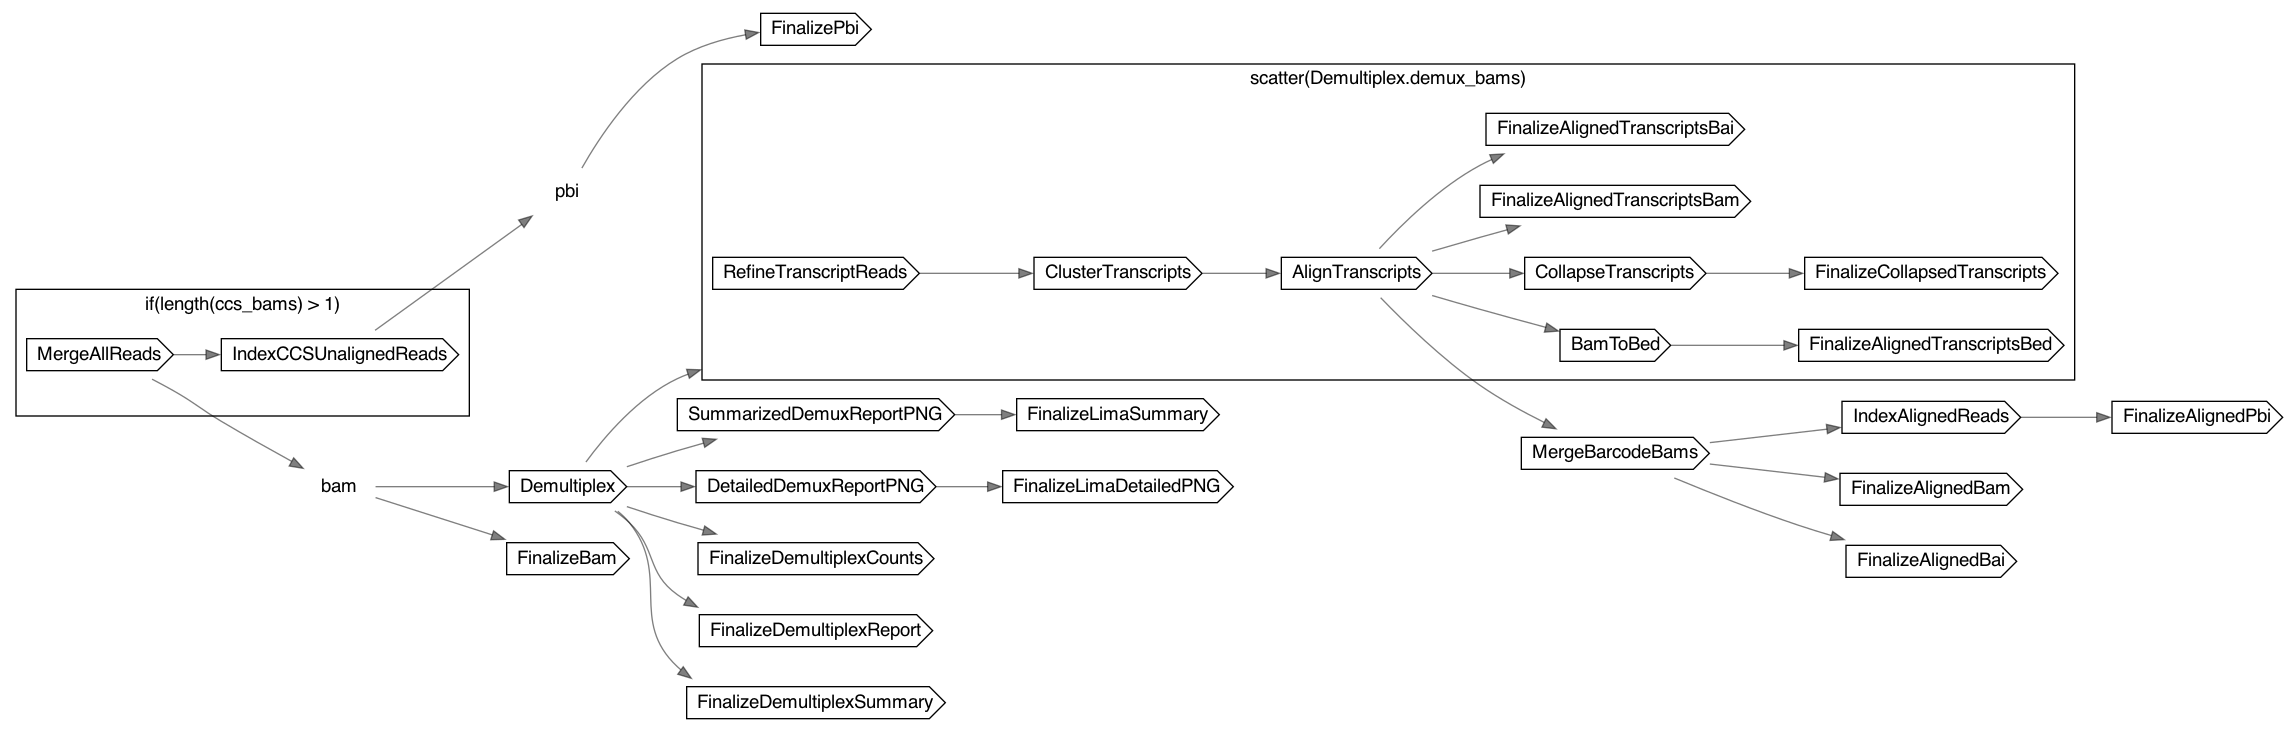 FinalizePbi
scatter(Demultiplex.demux_bams)
FinalizeAlignedTranscriptsBai
pbi
FinalizeAlignedTranscriptsBam
RefineTranscriptReads
ClusterTranscripts
AlignTranscripts
CollapseTranscripts
FinalizeCollapsedTranscripts
if(length(ccs_bams) > 1)
MergeAllReads
IndexCCSUnalignedReads
BamToBed
FinalizeAlignedTranscriptsBed
SummarizedDemuxReportPNG
FinalizeLimaSummary
IndexAlignedReads
FinalizeAlignedPbi
MergeBarcodeBams
bam
Demultiplex
DetailedDemuxReportPNG
FinalizeLimaDetailedPNG
FinalizeAlignedBam
FinalizeBam
FinalizeDemultiplexCounts
FinalizeAlignedBai
FinalizeDemultiplexReport
FinalizeDemultiplexSummary